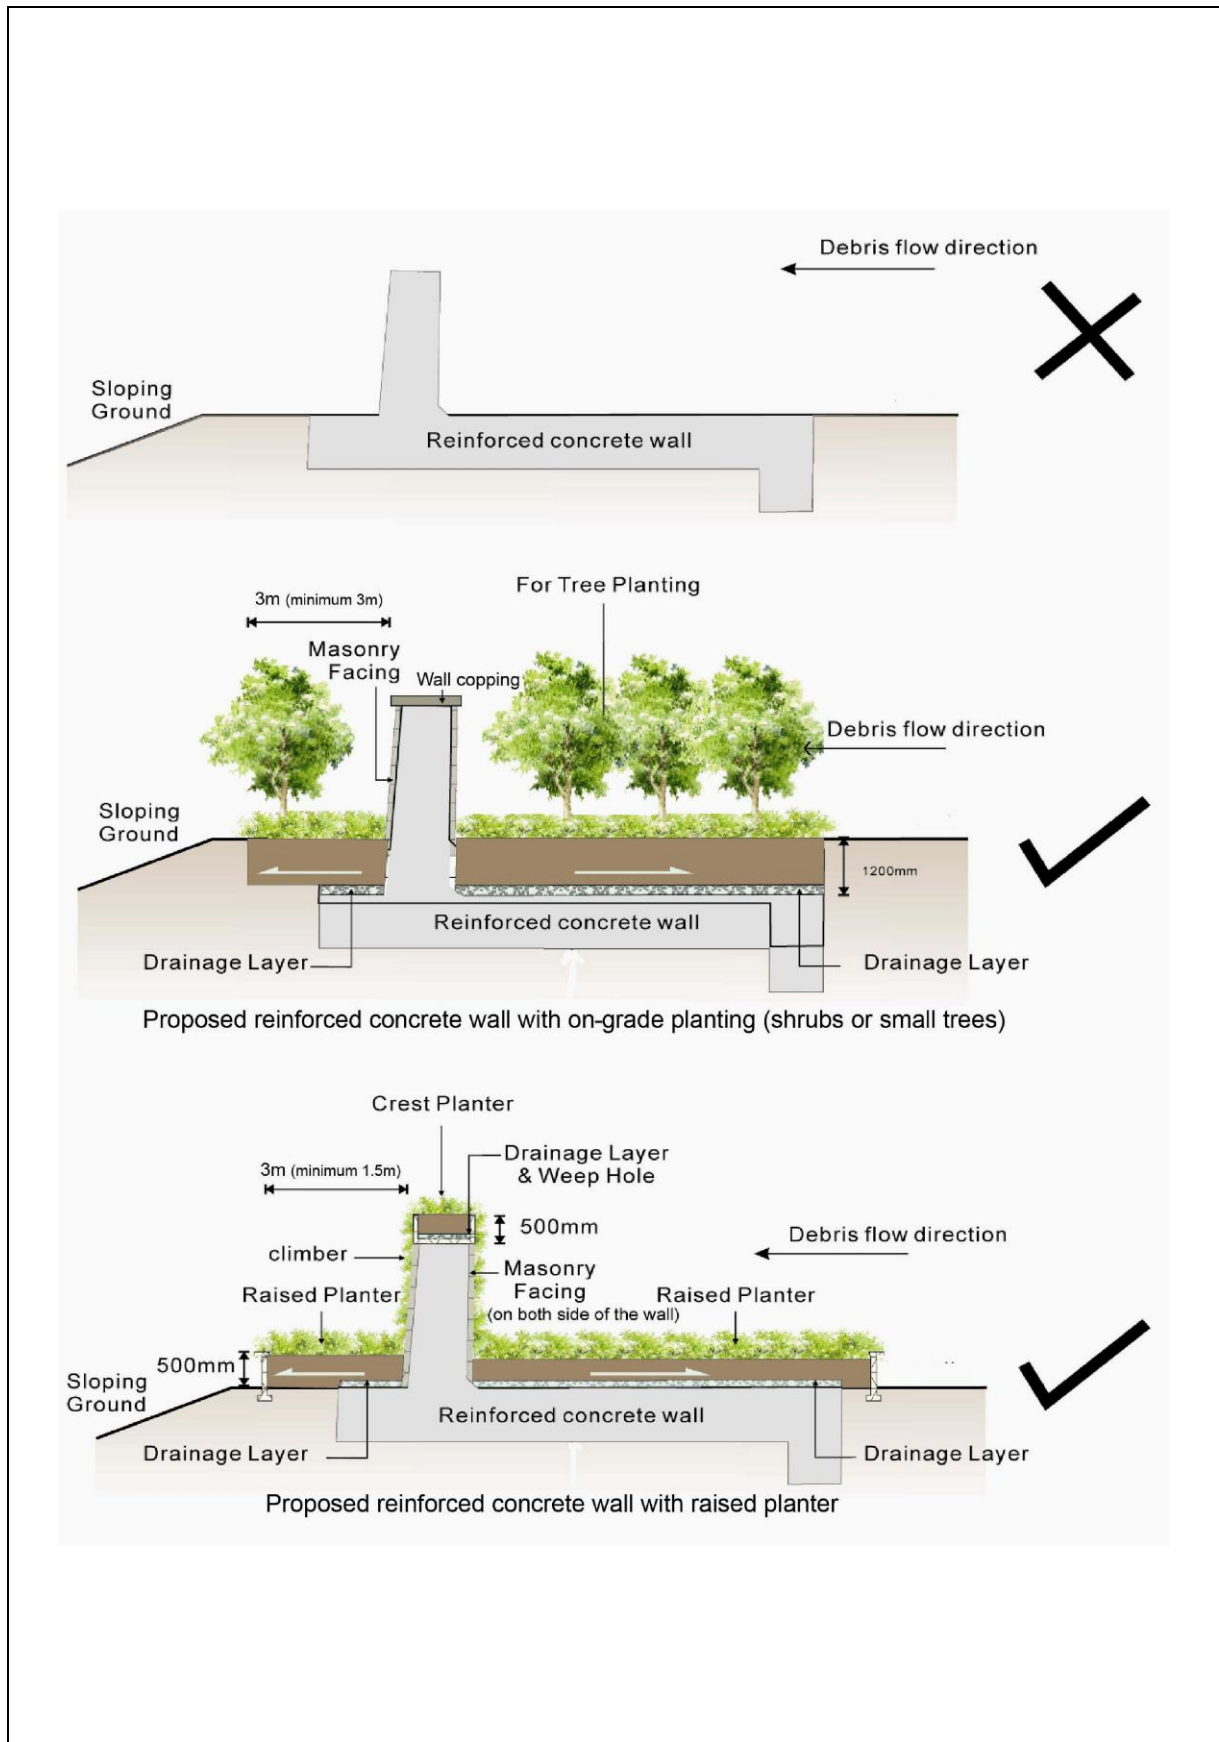 Debris flow direction
Sloping
Ground
Reinforced concrete wall
For Tree Planting
3m (minimum 3m)
Masonry
Facing
Wall copping
Debris flow direction
Sloping
Ground
1200mm
Reinforced concrete wall
Drainage Layer
Drainage Layer
Proposed reinforced concrete wall with on-grade planting (shrubs or small trees)
Crest Planter
Drainage Layer
& Weep Hole
3m (minimum 1.5m)
500mm
Debris flow direction
climber
Masonry
Facing
(on both side of the wall)
Raised Planter
Raised Planter
500mm
Sloping
Ground
Reinforced concrete wall
Drainage Layer
Drainage Layer
Proposed reinforced concrete wall with raised planter